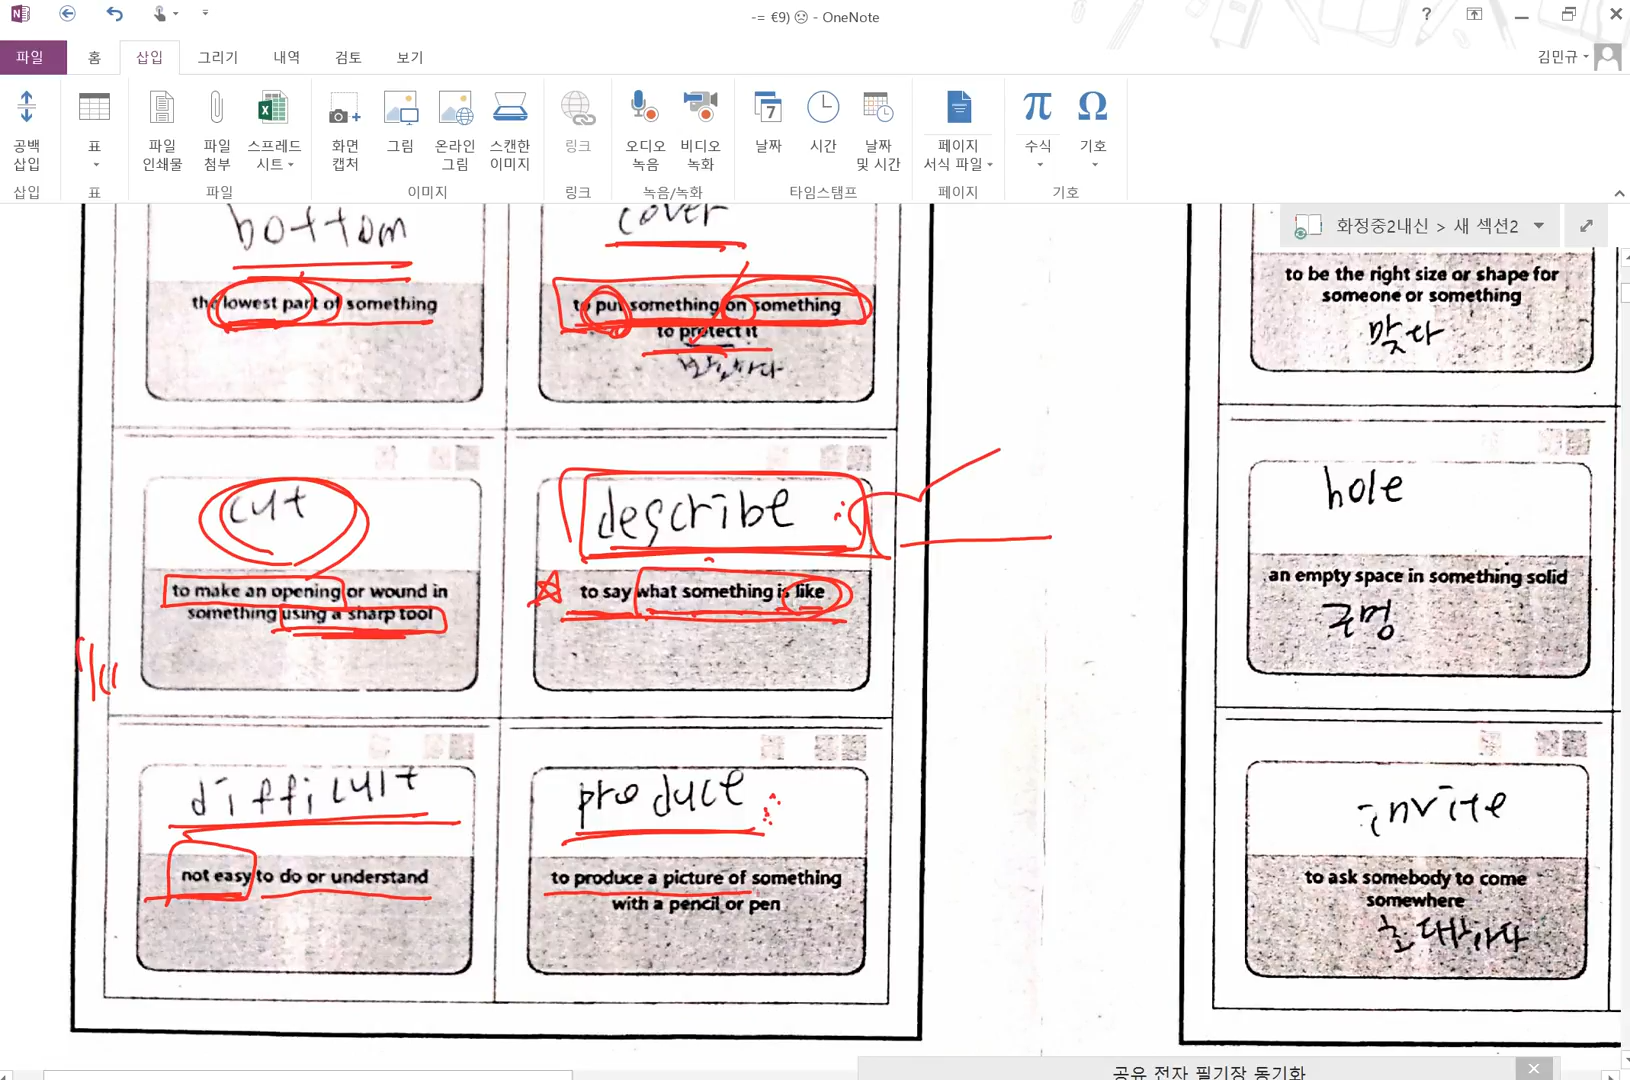 -= €9) ☹ - OneNote
?
파일
홈
삽입
그리기
내역
검토
보기
김민규
공백
삽입
표
파일
인쇄물
파일
첨부
스프레드
시트
화면
캡처
그림
온라인
그림
스캔한
이미지
링크
오디오
녹음
비디오
녹화
날짜
시간
날짜
및 시간
페이지
서식 파일
수식
기호
삽입
표
파일
이미지
링크
녹음/녹화
타임스탬프
페이지
기호
화정중2내신 > 새 섹션2
bottom
the lowest part of something
cover
to put something on something
to protect it
cut
to make an opening or wound in
something using a sharp tool
describe
to say what something is like
difficult
not easy to do or understand
produce
to produce a picture of something
with a pencil or pen
to be the right size or shape for
someone or something
맞다
hole
an empty space in something solid
구멍
invite
to ask somebody to come
somewhere
초대하다
공유 전자 필기장 동기화